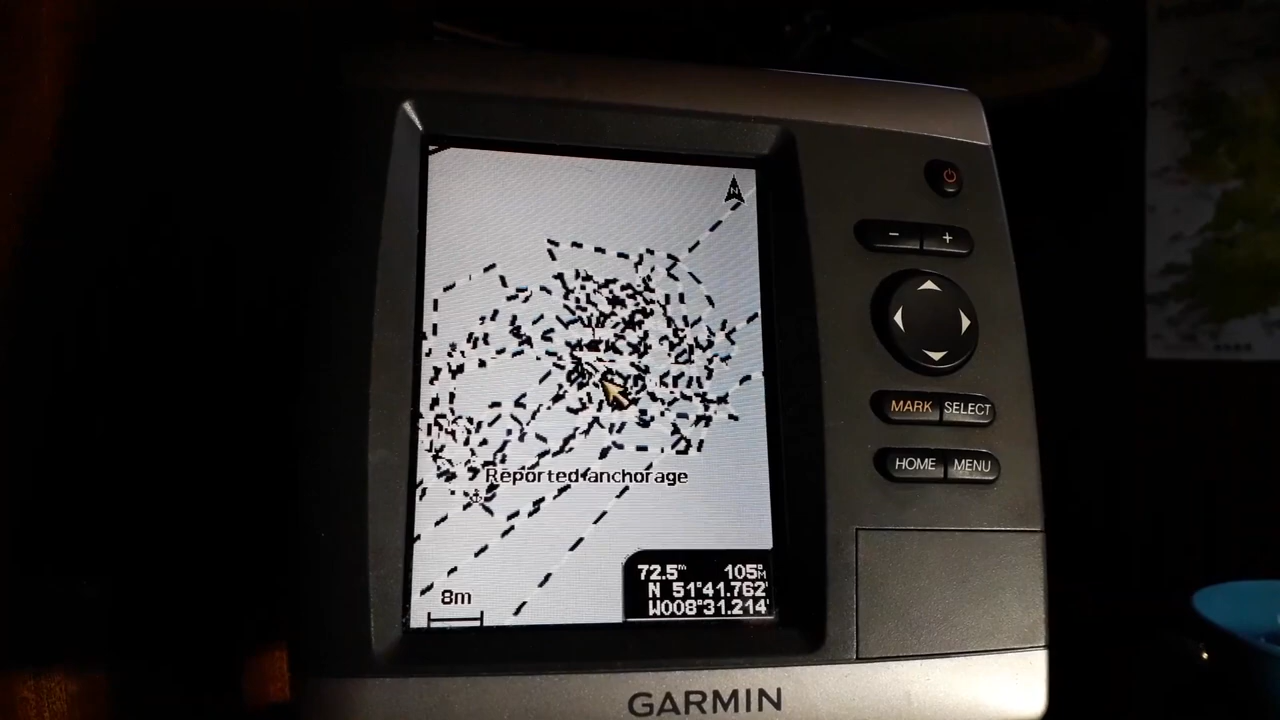 N
- +
MARK SELECT
HOME MENU
Reported anchorage
72.5m 105°M
N 51°41.762'
W008°31.214'
8m
GARMIN